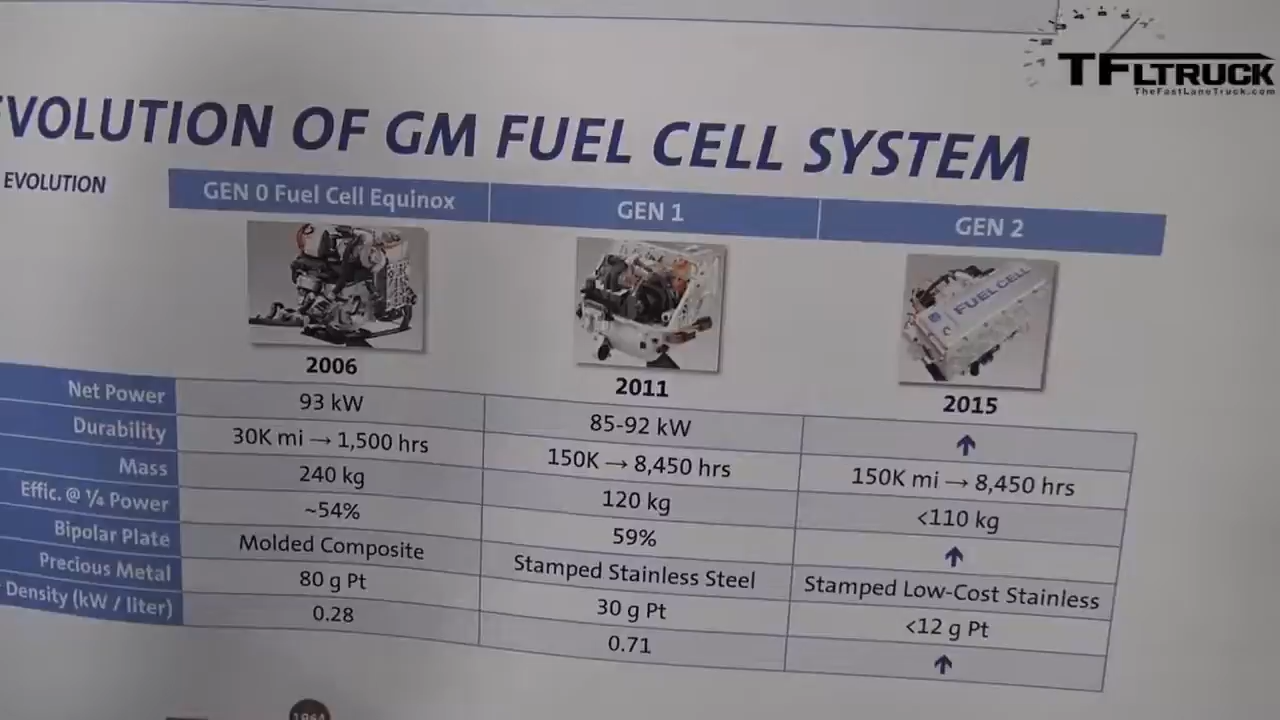 TFLTRUCK
TheFastLaneTruck.com
EVOLUTION OF GM FUEL CELL SYSTEM
EVOLUTION
GEN 0 Fuel Cell Equinox
GEN 1
GEN 2
FUEL CELL
2006
2011
2015
Net Power
93 kW
85-92 kW
↑
Durability
30K mi → 1,500 hrs
150K → 8,450 hrs
150K mi → 8,450 hrs
Mass
240 kg
120 kg
<110 kg
Effic. @ ¼ Power
~54%
59%
↑
Bipolar Plate
Molded Composite
Stamped Stainless Steel
Stamped Low-Cost Stainless
Precious Metal
80 g Pt
30 g Pt
<12 g Pt
Density (kW / liter)
0.28
0.71
↑